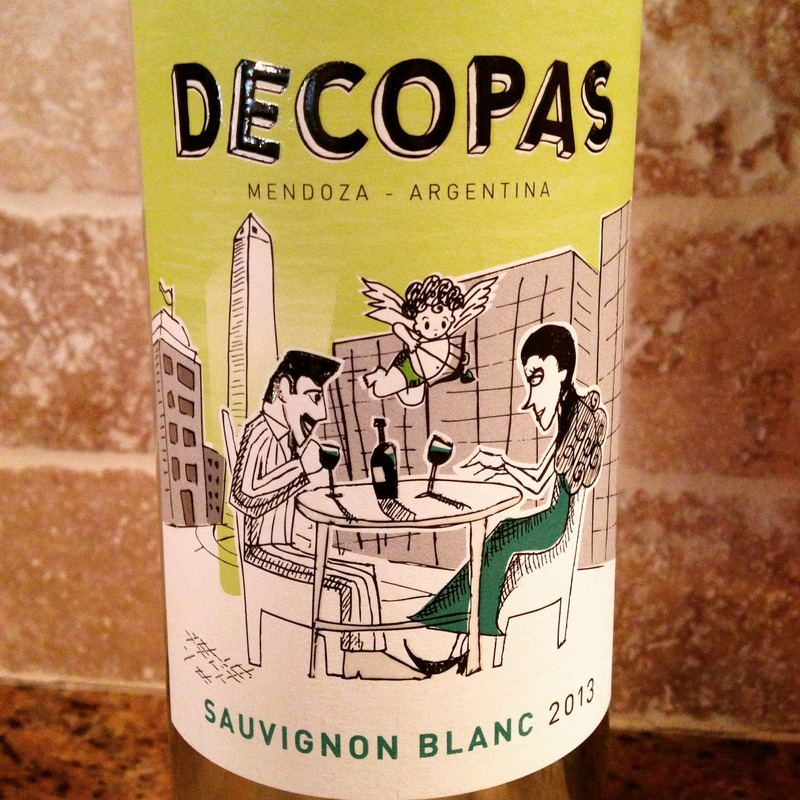 DECOPAS
MENDOZA - ARGENTINA
SAUVIGNON BLANC 2013